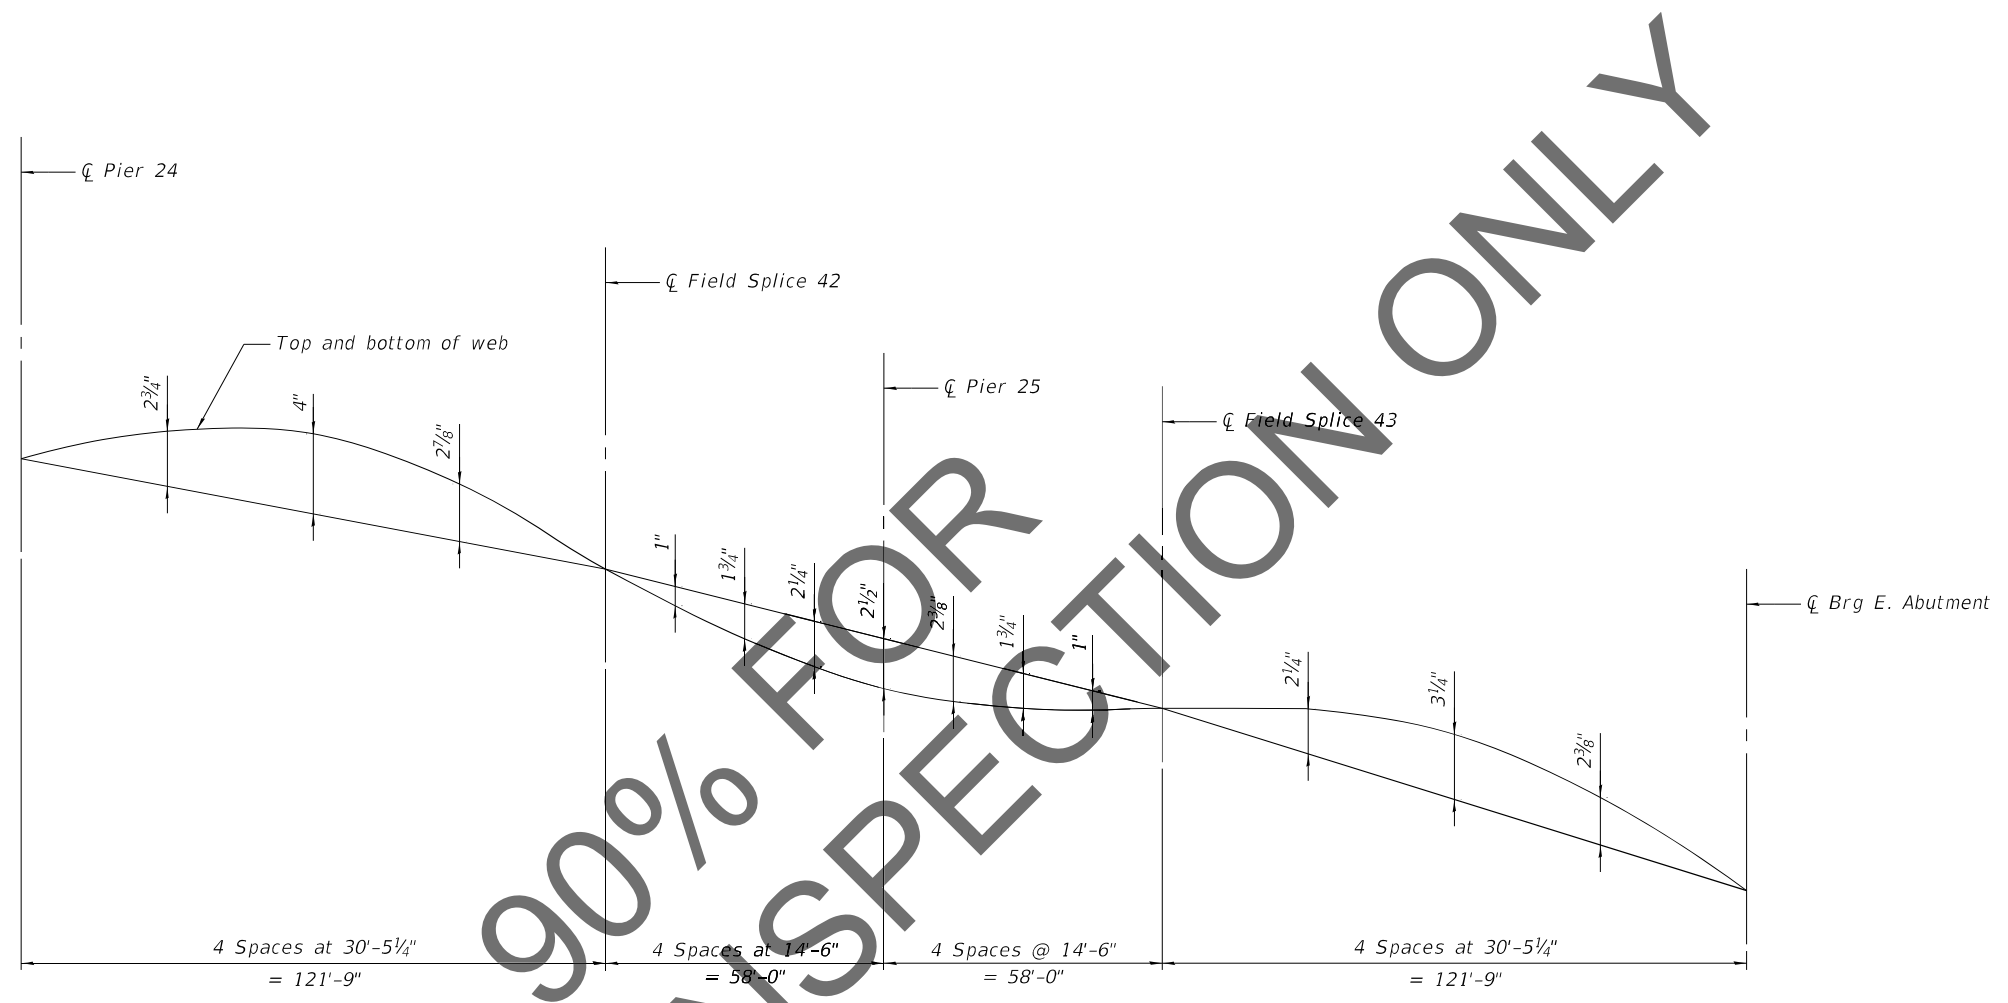 ℄ Pier 24
℄ Field Splice 42
Top and bottom of web
℄ Pier 25
℄ Field Splice 43
2¾"
4"
2⅞"
1"
1¾"
2¼"
2½"
2⅜"
1¾"
1"
2¼"
3¼"
2⅜"
℄ Brg E. Abutment
4 Spaces at 30'-5¼"
= 121'-9"
4 Spaces at 14'-6"
= 58'-0"
4 Spaces @ 14'-6"
= 58'-0"
4 Spaces at 30'-5¼"
= 121'-9"
90% FOR
SPECTION ONLY